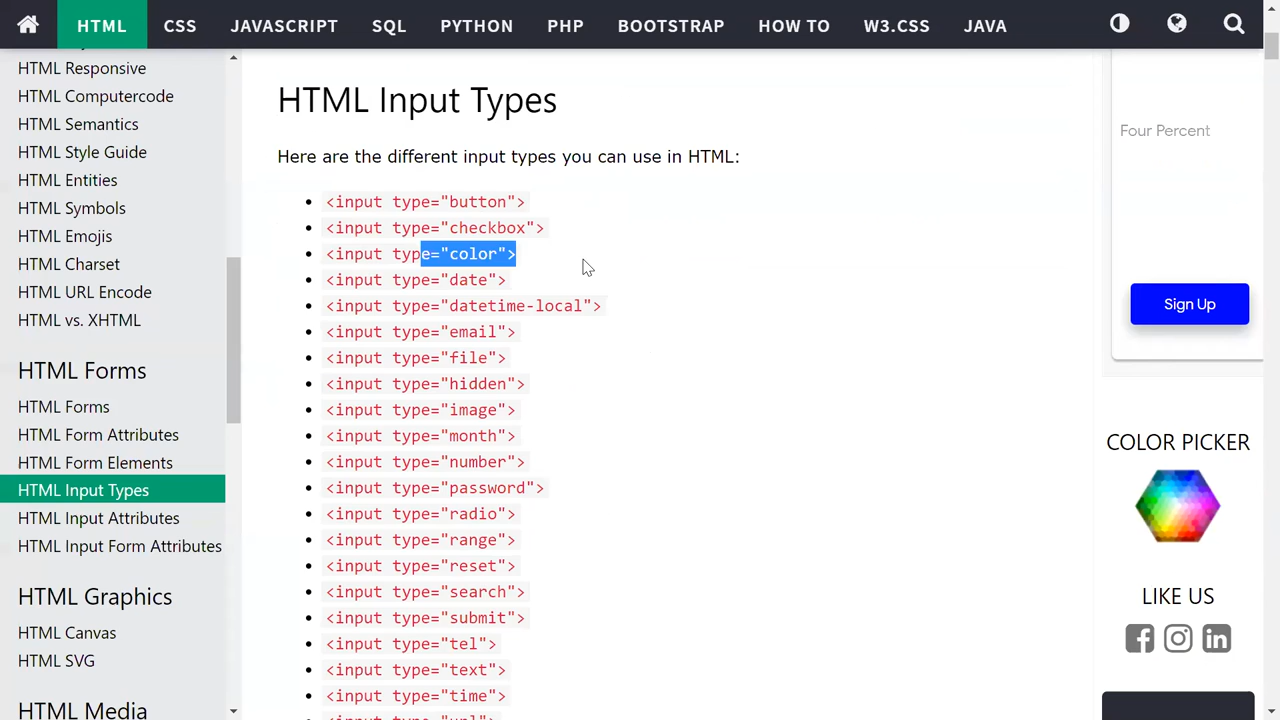 HTML CSS JAVASCRIPT SQL PYTHON PHP BOOTSTRAP HOW TO W3.CSS JAVA
HTML Responsive
HTML Computercode
HTML Semantics
HTML Style Guide
HTML Entities
HTML Symbols
HTML Emojis
HTML Charset
HTML URL Encode
HTML vs. XHTML
HTML Forms
HTML Forms
HTML Form Attributes
HTML Form Elements
HTML Input Types
HTML Input Attributes
HTML Input Form Attributes
HTML Graphics
HTML Canvas
HTML SVG
HTML Media
HTML Input Types
Here are the different input types you can use in HTML:
<input type="button">
<input type="checkbox">
<input type="color">
<input type="date">
<input type="datetime-local">
<input type="email">
<input type="file">
<input type="hidden">
<input type="image">
<input type="month">
<input type="number">
<input type="password">
<input type="radio">
<input type="range">
<input type="reset">
<input type="search">
<input type="submit">
<input type="tel">
<input type="text">
<input type="time">
Four Percent
Sign Up
COLOR PICKER
LIKE US